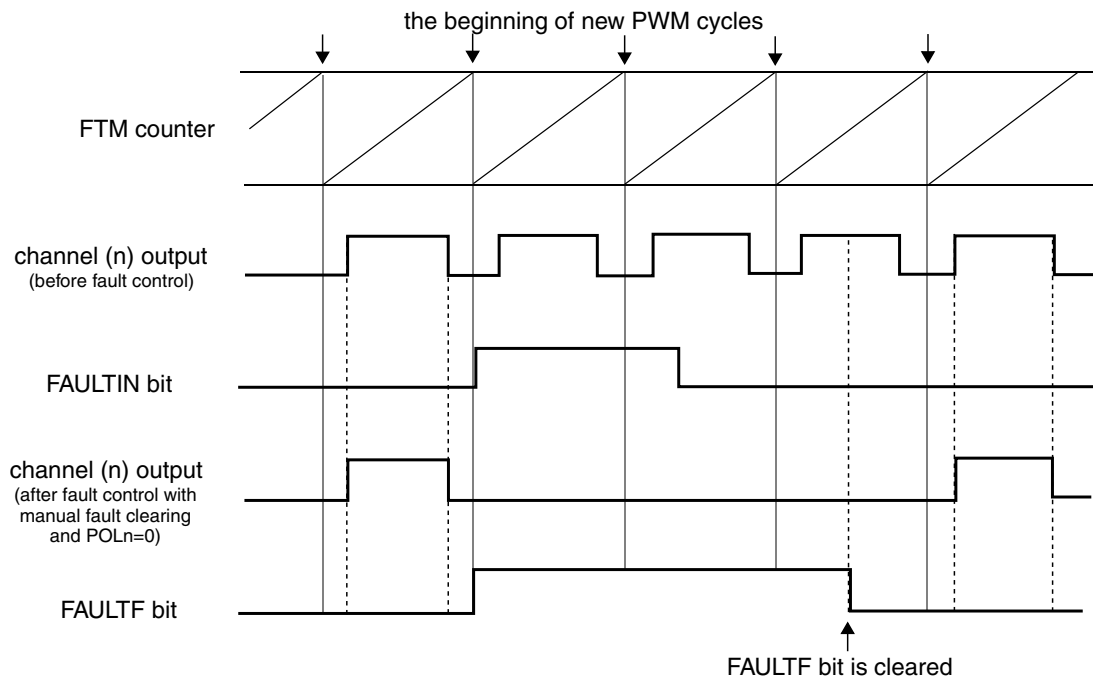 the beginning of new PWM cycles
FTM counter
channel (n) output
(before fault control)
FAULTIN bit
channel (n) output
(after fault control with
manual fault clearing
and POLn=0)
FAULTF bit
FAULTF bit is cleared